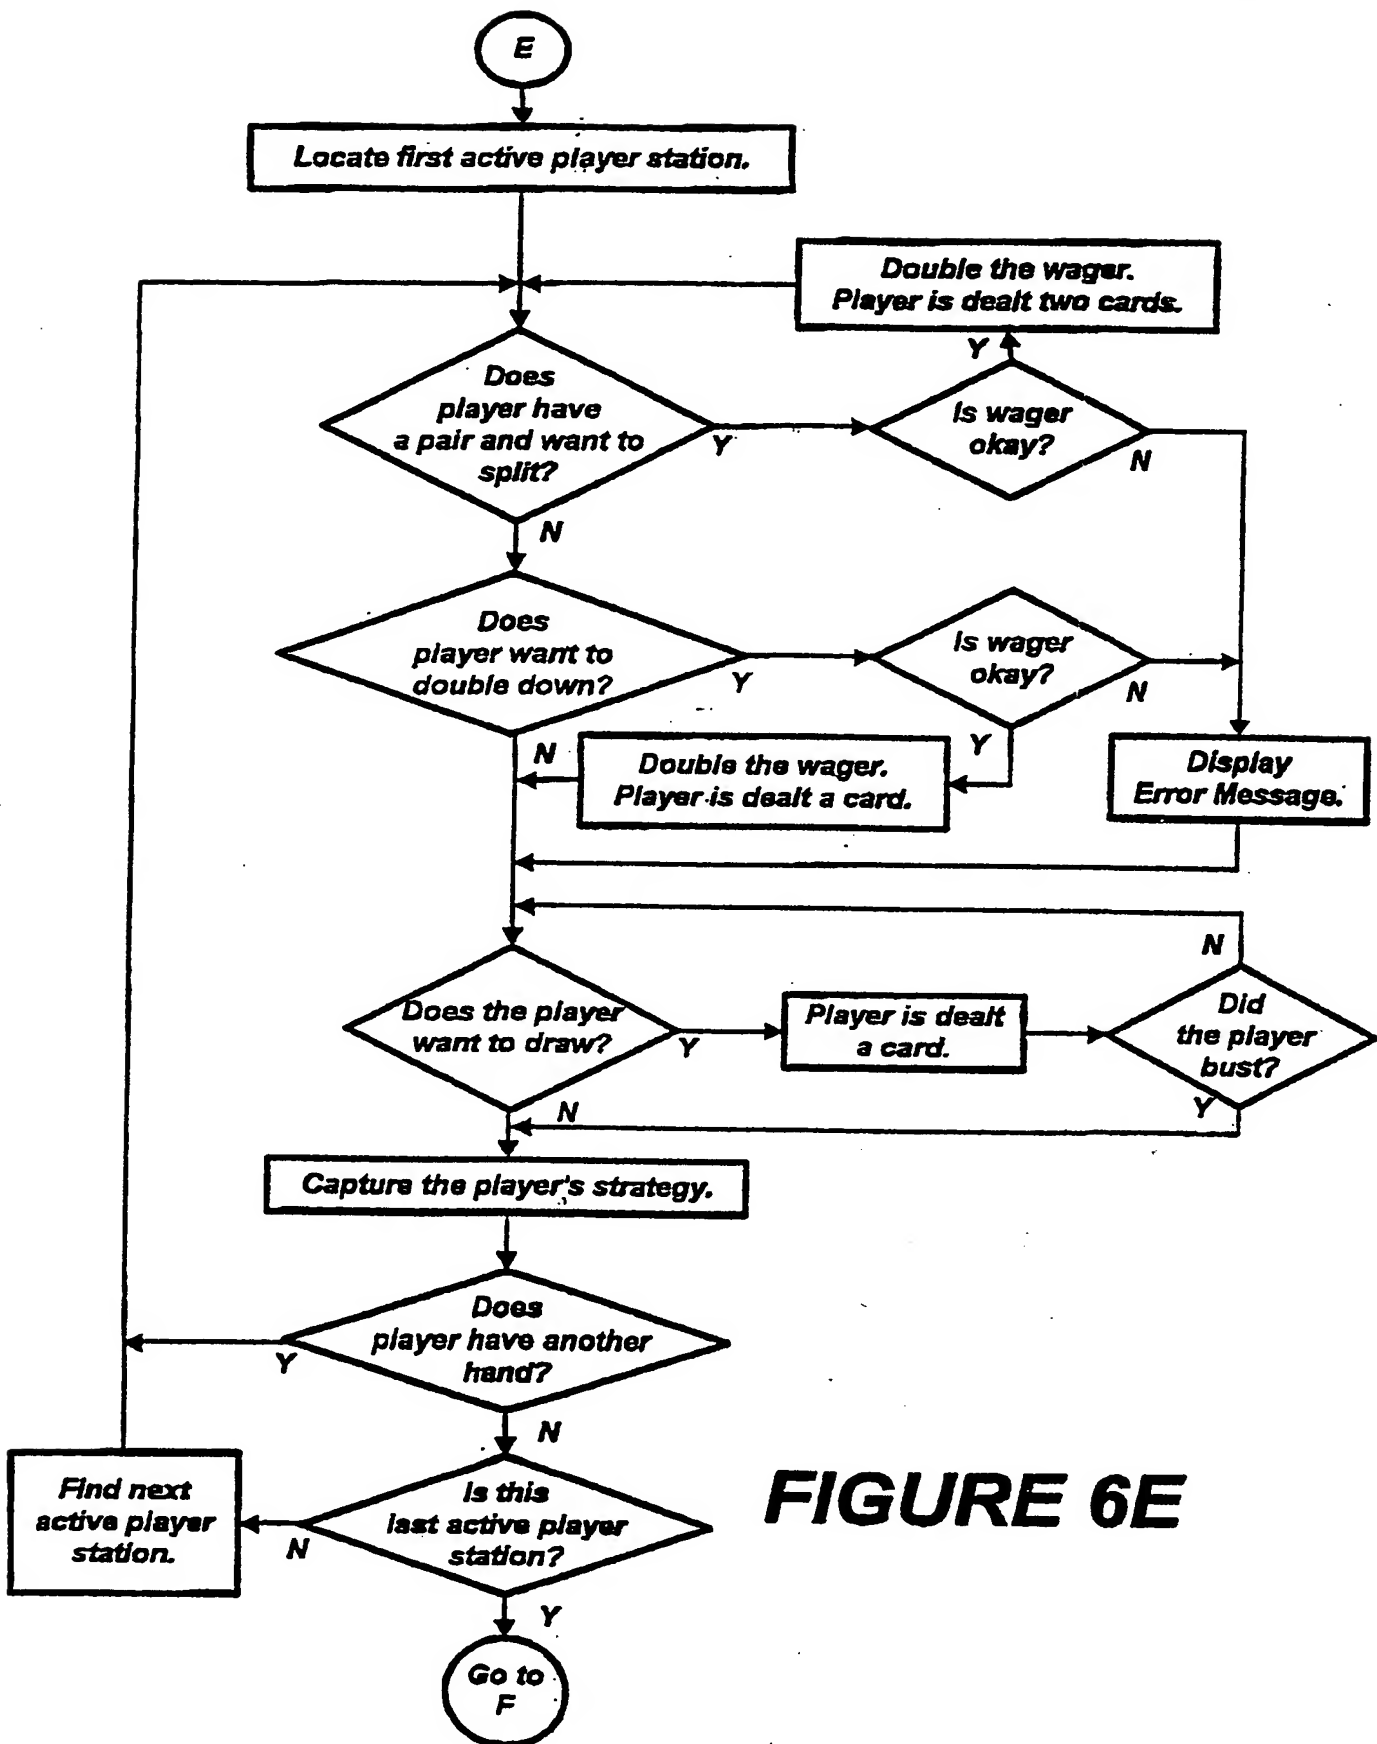 E
Locate first active player station.
Double the wager.
Player is dealt two cards.
Y
Does
player have
a pair and want to
split?
Y
Is wager
okay?
N
N
Does
player want to
double down?
Y
Is wager
okay?
N
N
Double the wager.
Player is dealt a card.
Y
Display
Error Message.
N
Does the player
want to draw?
Y
Player is dealt
a card.
Did
the player
bust?
Y
N
Capture the player's strategy.
Does
player have another
hand?
Y
N
Find next
active player
station.
N
Is this
last active player
station?
FIGURE 6E
Y
Go to
F